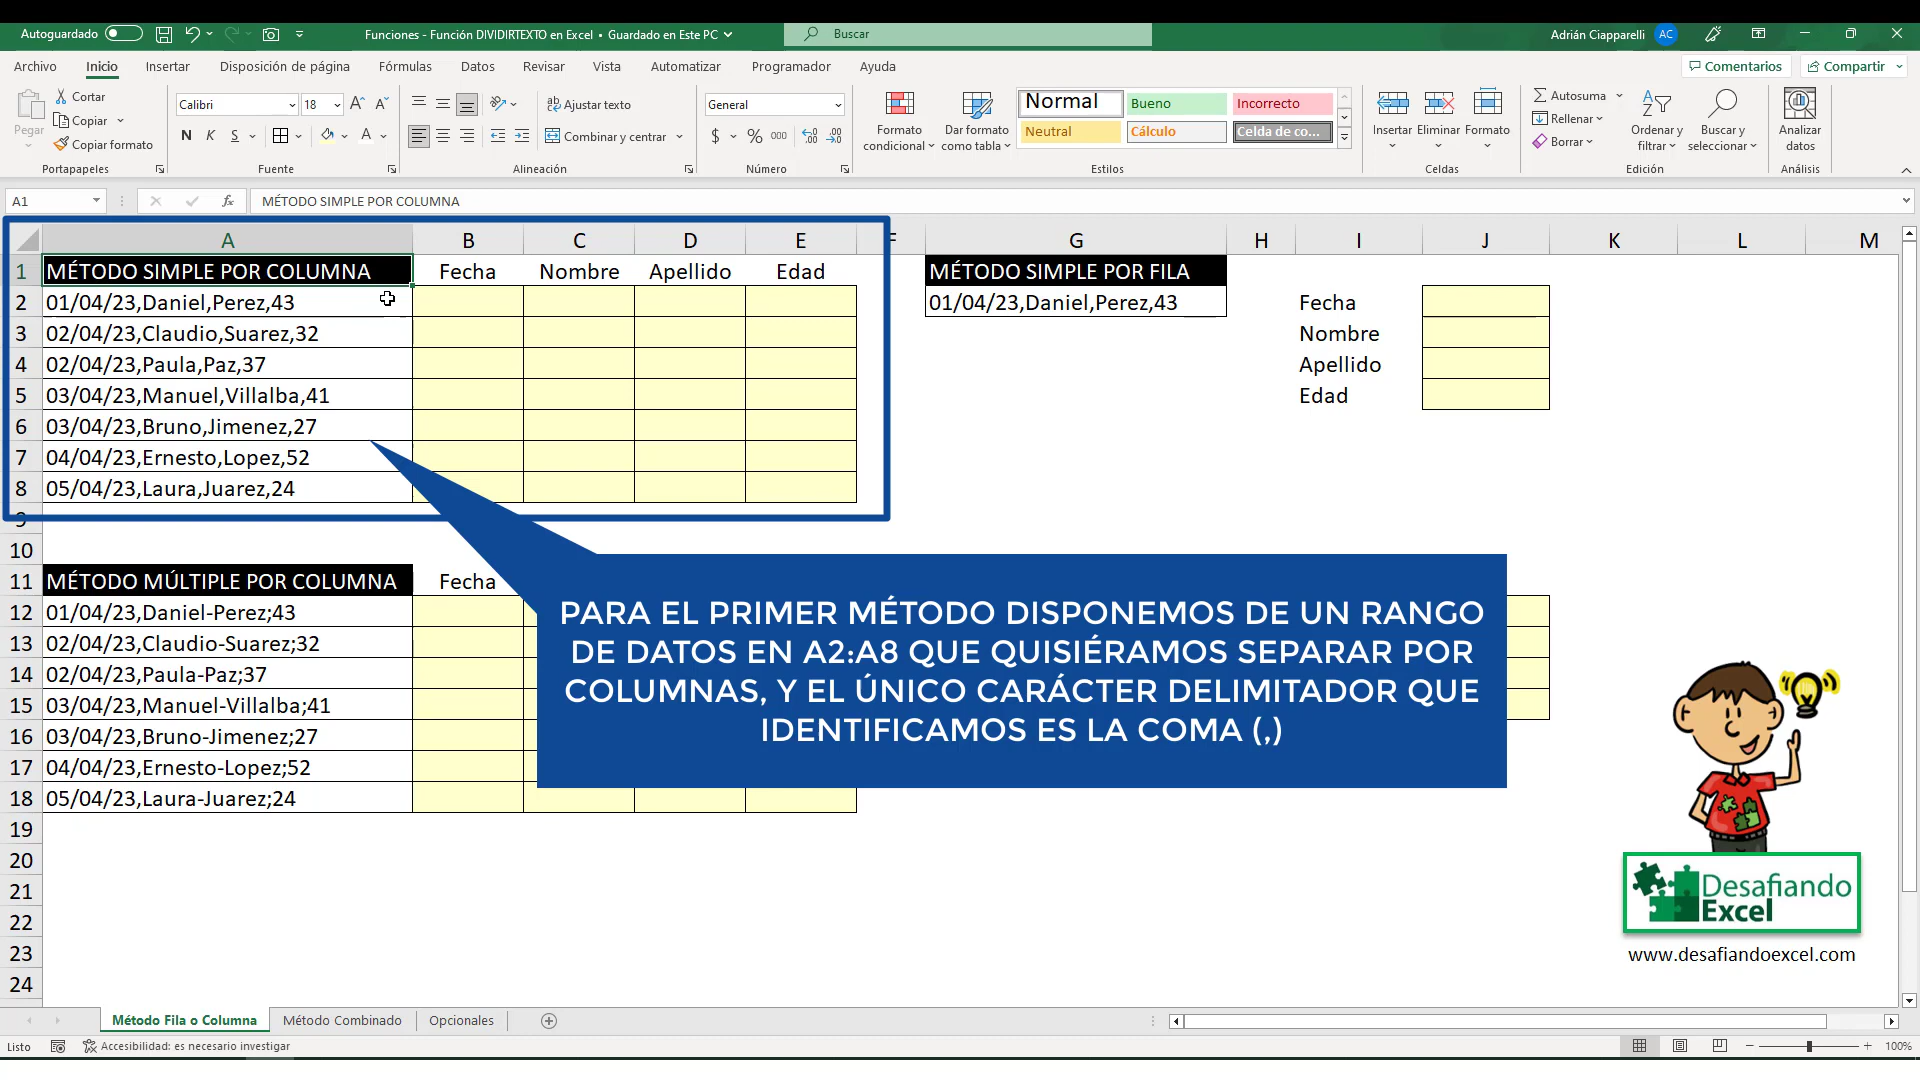 Autoguardado
Funciones - Función DIVIDIRTEXTO en Excel • Guardado en Este PC
Buscar
Adrián Ciapparelli
AC
Archivo Inicio Insertar Disposición de página Fórmulas Datos Revisar Vista Automatizar Programador Ayuda
Comentarios
Compartir
Pegar
Cortar
Copiar
Copiar formato
Portapapeles
Calibri 18
N K S
Fuente
Ajustar texto
Combinar y centrar
Alineación
General
$ % 000
Número
Formato condicional
Dar formato como tabla
Normal Bueno Incorrecto
Neutral Cálculo Celda de co...
Estilos
Insertar Eliminar Formato
Celdas
Autosuma
Rellenar
Borrar
Ordenar y filtrar
Buscar y seleccionar
Edición
Analizar datos
Análisis
A1 fx MÉTODO SIMPLE POR COLUMNA
A B C D E F G H I J K L M
1 MÉTODO SIMPLE POR COLUMNA Fecha Nombre Apellido Edad MÉTODO SIMPLE POR FILA
2 01/04/23,Daniel,Perez,43 01/04/23,Daniel,Perez,43 Fecha
3 02/04/23,Claudio,Suarez,32 Nombre
4 02/04/23,Paula,Paz,37 Apellido
5 03/04/23,Manuel,Villalba,41 Edad
6 03/04/23,Bruno,Jimenez,27
7 04/04/23,Ernesto,Lopez,52
8 05/04/23,Laura,Juarez,24
9
10
11 MÉTODO MÚLTIPLE POR COLUMNA Fecha
12 01/04/23,Daniel-Perez;43
13 02/04/23,Claudio-Suarez;32
14 02/04/23,Paula-Paz;37
15 03/04/23,Manuel-Villalba;41
16 03/04/23,Bruno-Jimenez;27
17 04/04/23,Ernesto-Lopez;52
18 05/04/23,Laura-Juarez;24
19
20
21
22
23
24
PARA EL PRIMER MÉTODO DISPONEMOS DE UN RANGO
DE DATOS EN A2:A8 QUE QUISIÉRAMOS SEPARAR POR
COLUMNAS, Y EL ÚNICO CARÁCTER DELIMITADOR QUE
IDENTIFICAMOS ES LA COMA (,)
Desafiando
Excel
www.desafiandoexcel.com
Método Fila o Columna Método Combinado Opcionales
Listo
Accesibilidad: es necesario investigar
100%